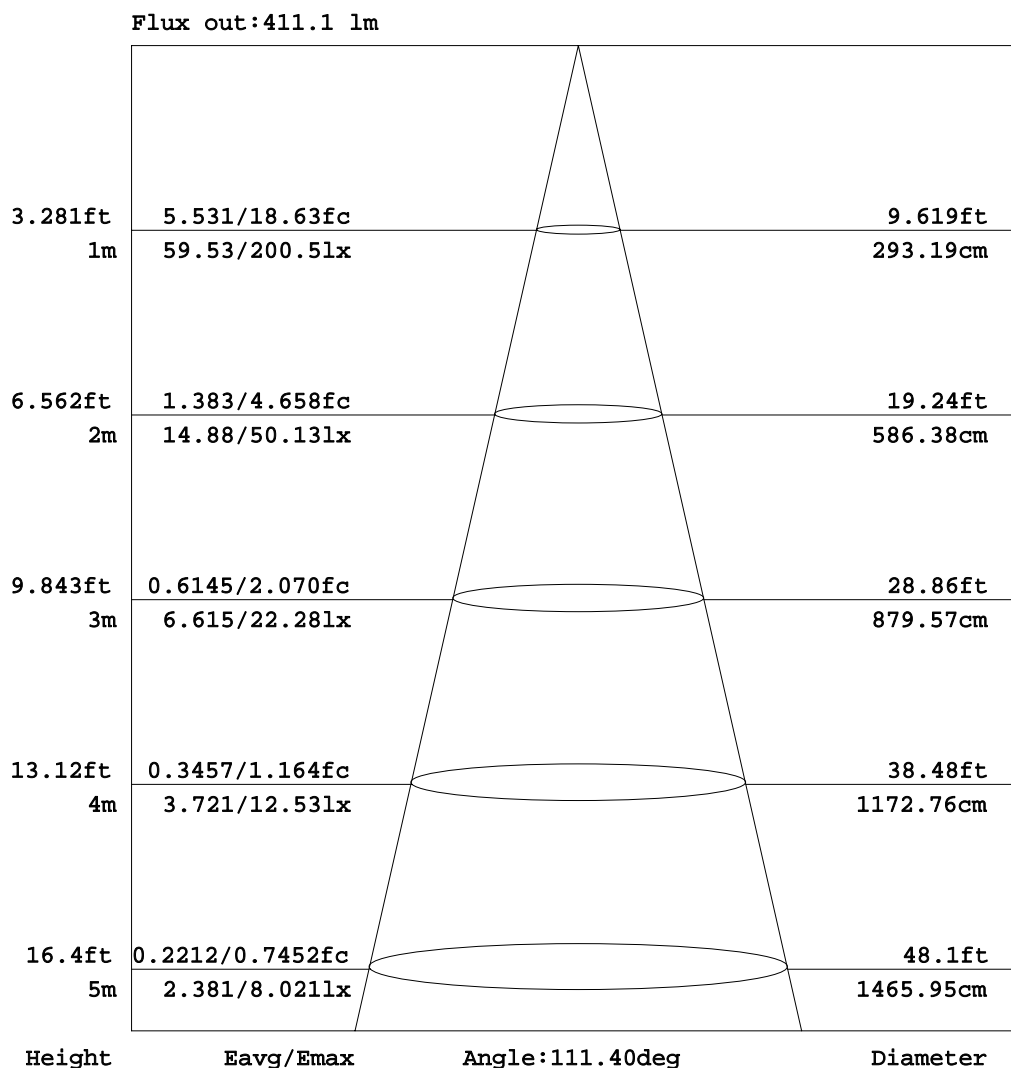 Flux out:411.1 lm
3.281ft 5.531/18.63fc 9.619ft
1m 59.53/200.5lx 293.19cm
6.562ft 1.383/4.658fc 19.24ft
2m 14.88/50.13lx 586.38cm
9.843ft 0.6145/2.070fc 28.86ft
3m 6.615/22.28lx 879.57cm
13.12ft 0.3457/1.164fc 38.48ft
4m 3.721/12.53lx 1172.76cm
16.4ft 0.2212/0.7452fc 48.1ft
5m 2.381/8.021lx 1465.95cm
Height Eavg/Emax Angle:111.40deg Diameter